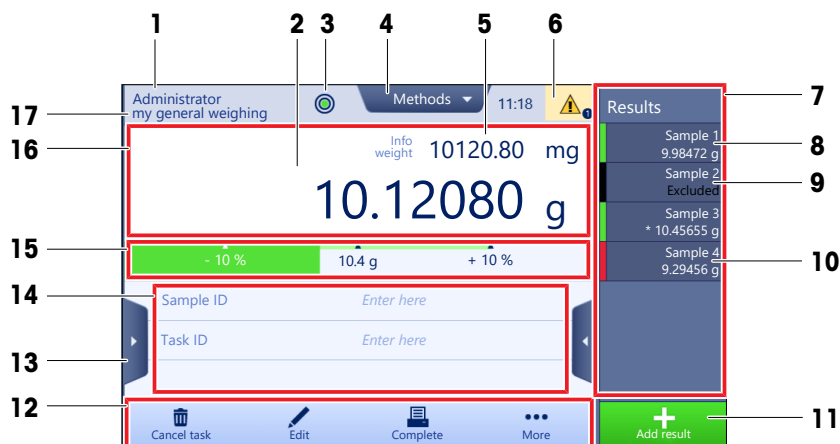 1 2 3 4 5 6
Administrator
my general weighing
Methods
11:18
1
Results
7
17
16
Info
weight 10120.80 mg
10.12080 g
Sample 1
9.98472 g
8
Sample 2
Excluded
9
Sample 3
* 10.45655 g
Sample 4
9.29456 g
10
15
- 10 % 10.4 g + 10 %
14
Sample ID Enter here
Task ID Enter here
13
12
Cancel task Edit Complete More
Add result
11